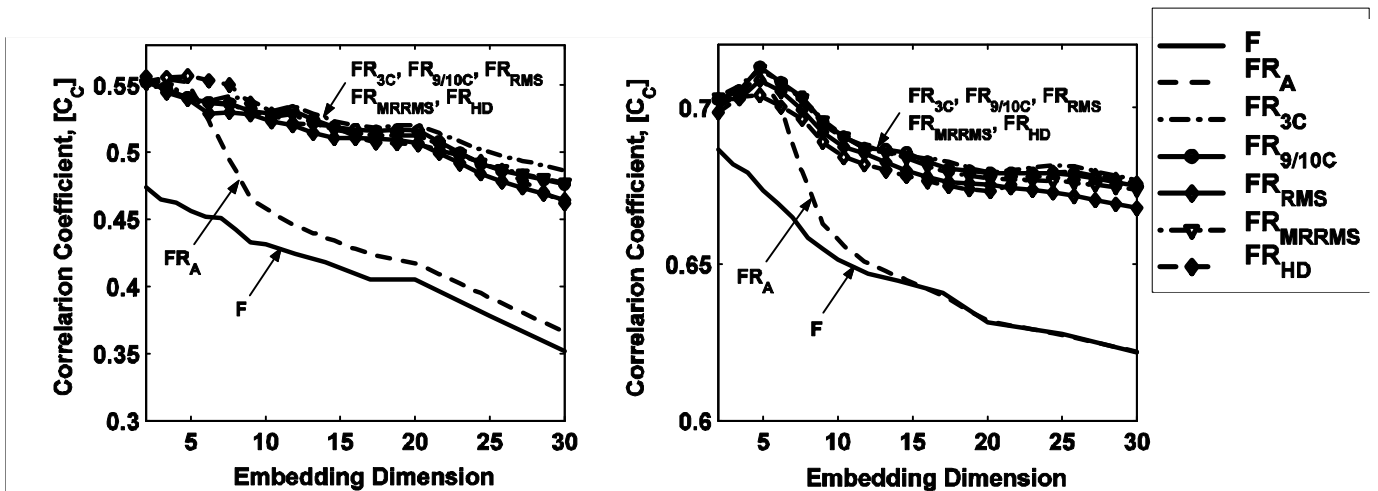 Correlarion Coefficient, [C_C]
0.55
0.5
0.45
0.4
0.35
0.3
FR_3C, FR_9/10C, FR_RMS
FR_MRRMS, FR_HD
FR_A
F
5 10 15 20 25 30
Embedding Dimension
Correlarion Coefficient, [C_C]
0.7
0.65
0.6
FR_3C, FR_9/10C, FR_RMS
FR_MRRMS, FR_HD
FR_A
F
5 10 15 20 25 30
Embedding Dimension
F
FR_A
FR_3C
FR_9/10C
FR_RMS
FR_MRRMS
FR_HD